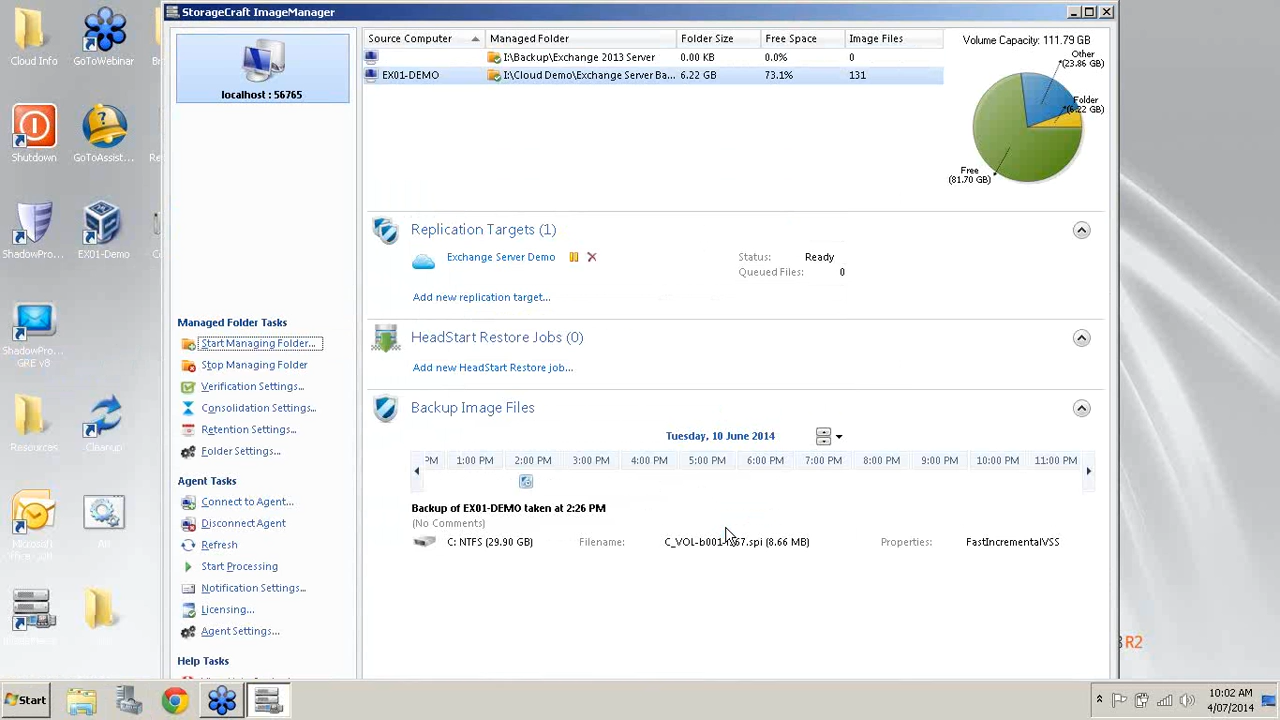 StorageCraft ImageManager
Cloud Info
GoToWebinar
Shutdown
GoToAssist...
ShadowPro...
EX01-Demo
ShadowPro...
GRE v8
Resources
Cleanup
Microsoft
localhost : 56765
Managed Folder Tasks
Start Managing Folder...
Stop Managing Folder
Verification Settings...
Consolidation Settings...
Retention Settings...
Folder Settings...
Agent Tasks
Connect to Agent...
Disconnect Agent
Refresh
Start Processing
Notification Settings...
Licensing...
Agent Settings...
Help Tasks
Source Computer Managed Folder Folder Size Free Space Image Files
I:\Backup\Exchange 2013 Server 0.00 KB 0.0% 0
EX01-DEMO I:\Cloud Demo\Exchange Server Ba... 6.22 GB 73.1% 131
Volume Capacity: 111.79 GB
Other
*(23.86 GB)
Folder
*(6.22 GB)
Free
(81.70 GB)
Replication Targets (1)
Exchange Server Demo Status: Ready
Queued Files: 0
Add new replication target...
HeadStart Restore Jobs (0)
Add new HeadStart Restore job...
Backup Image Files
Tuesday, 10 June 2014
PM 1:00 PM 2:00 PM 3:00 PM 4:00 PM 5:00 PM 6:00 PM 7:00 PM 8:00 PM 9:00 PM 10:00 PM 11:00 PM
Backup of EX01-DEMO taken at 2:26 PM
(No Comments)
C: NTFS (29.90 GB) Filename: (8.66 MB) Properties: FastIncrementalVSS
R2
Start
10:02 AM
4/07/2014